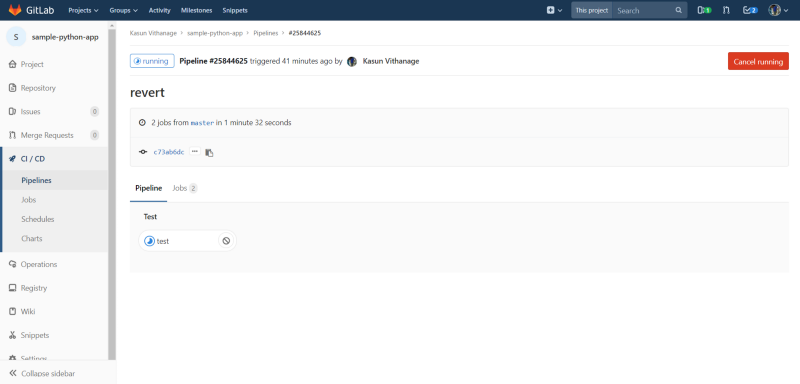 GitLab Projects Groups Activity Milestones Snippets This project Search 1 2
S sample-python-app
Project
Repository
Issues 0
Merge Requests 0
CI / CD
Pipelines
Jobs
Schedules
Charts
Operations
Registry
Wiki
Snippets
Settings
Collapse sidebar
Kasun Vithanage > sample-python-app > Pipelines > #25844625
running Pipeline #25844625 triggered 41 minutes ago by Kasun Vithanage Cancel running
revert
2 jobs from master in 1 minute 32 seconds
c73ab6dc ...
Pipeline Jobs 2
Test
test